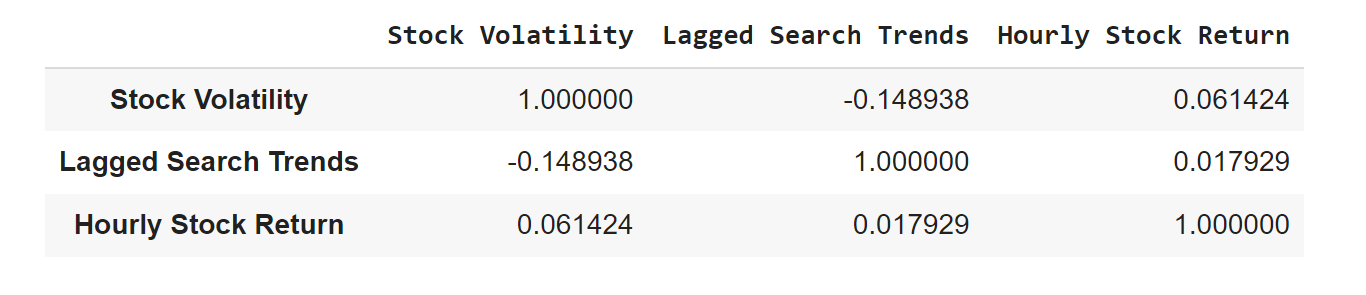 Stock Volatility Lagged Search Trends Hourly Stock Return
Stock Volatility 1.000000 -0.148938 0.061424
Lagged Search Trends -0.148938 1.000000 0.017929
Hourly Stock Return 0.061424 0.017929 1.000000